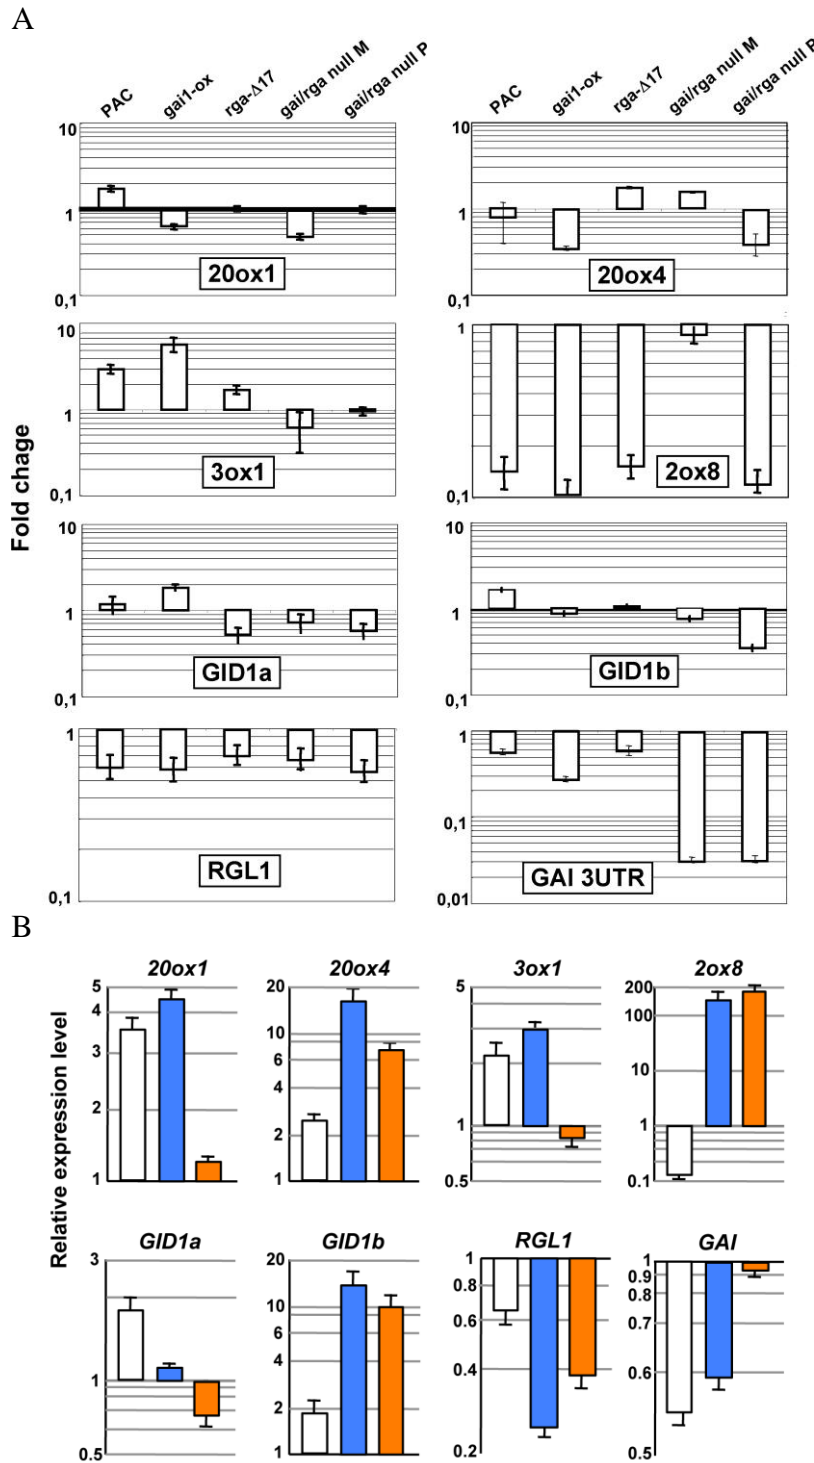 A
PAC gai1-ox rga-Δ17 gai/rga null M gai/rga null P
PAC gai1-ox rga-Δ17 gai/rga null M gai/rga null P
Fold chage
10
1
0,1
20ox1
10
1
0,1
20ox4
10
1
0,1
3ox1
1
0,1
2ox8
10
1
0,1
GID1a
10
1
0,1
GID1b
1
0,1
RGL1
1
0,1
0,01
GAI 3UTR
B
Relative expression level
20ox1
5
4
3
2
1
20ox4
20
10
6
4
2
1
3ox1
5
1
0.5
2ox8
200
100
10
1
0.1
GID1a
3
1
0.5
GID1b
20
10
6
4
2
1
RGL1
1
0.8
0.6
0.4
0.2
GAI
1
0.9
0.8
0.7
0.6
0.5